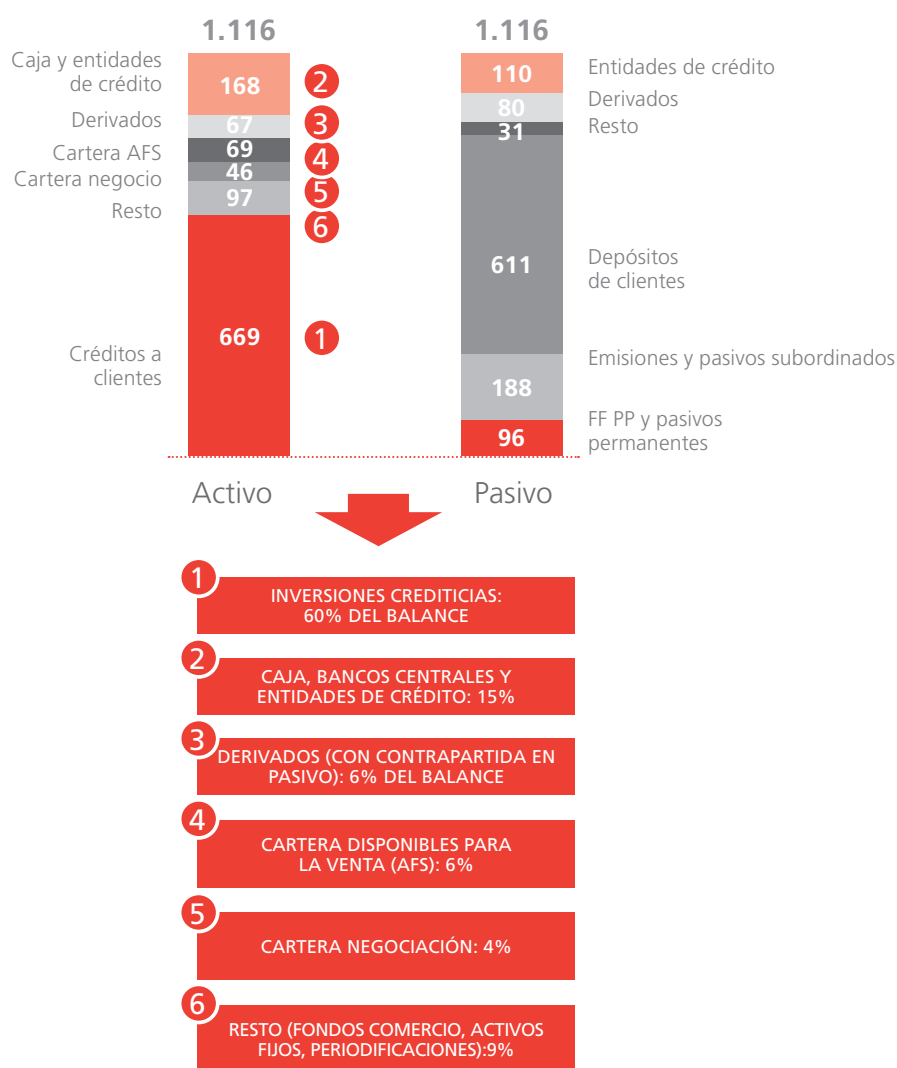 1.116
Caja y entidades
de crédito
168
2
Derivados
67
3
Cartera AFS
69
4
Cartera negocio
46
5
Resto
97
6
Créditos a
clientes
669
1
Activo
1.116
110
Entidades de crédito
80
Derivados
31
Resto
611
Depósitos
de clientes
188
Emisiones y pasivos subordinados
96
FF PP y pasivos
permanentes
Pasivo
1
INVERSIONES CREDITICIAS:
60% DEL BALANCE
2
CAJA, BANCOS CENTRALES Y
ENTIDADES DE CRÉDITO: 15%
3
DERIVADOS (CON CONTRAPARTIDA EN
PASIVO): 6% DEL BALANCE
4
CARTERA DISPONIBLES PARA
LA VENTA (AFS): 6%
5
CARTERA NEGOCIACIÓN: 4%
6
RESTO (FONDOS COMERCIO, ACTIVOS
FIJOS, PERIODIFICACIONES):9%